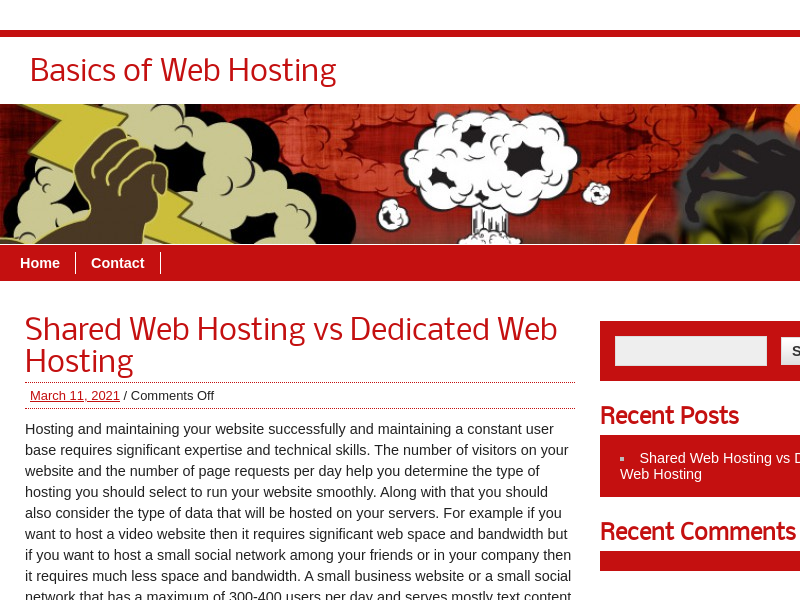 Basics of Web Hosting
Home
Contact
Shared Web Hosting vs Dedicated Web
Hosting
March 11, 2021 / Comments Off
Hosting and maintaining your website successfully and maintaining a constant user
base requires significant expertise and technical skills. The number of visitors on your
website and the number of page requests per day help you determine the type of
hosting you should select to run your website smoothly. Along with that you should
also consider the type of data that will be hosted on your servers. For example if you
want to host a video website then it requires significant web space and bandwidth but
if you want to host a small social network among your friends or in your company then
it requires much less space and bandwidth. A small business website or a small social
network that has a maximum of 300-400 users per day and serves mostly text content
S
Recent Posts
Shared Web Hosting vs D
Web Hosting
Recent Comments